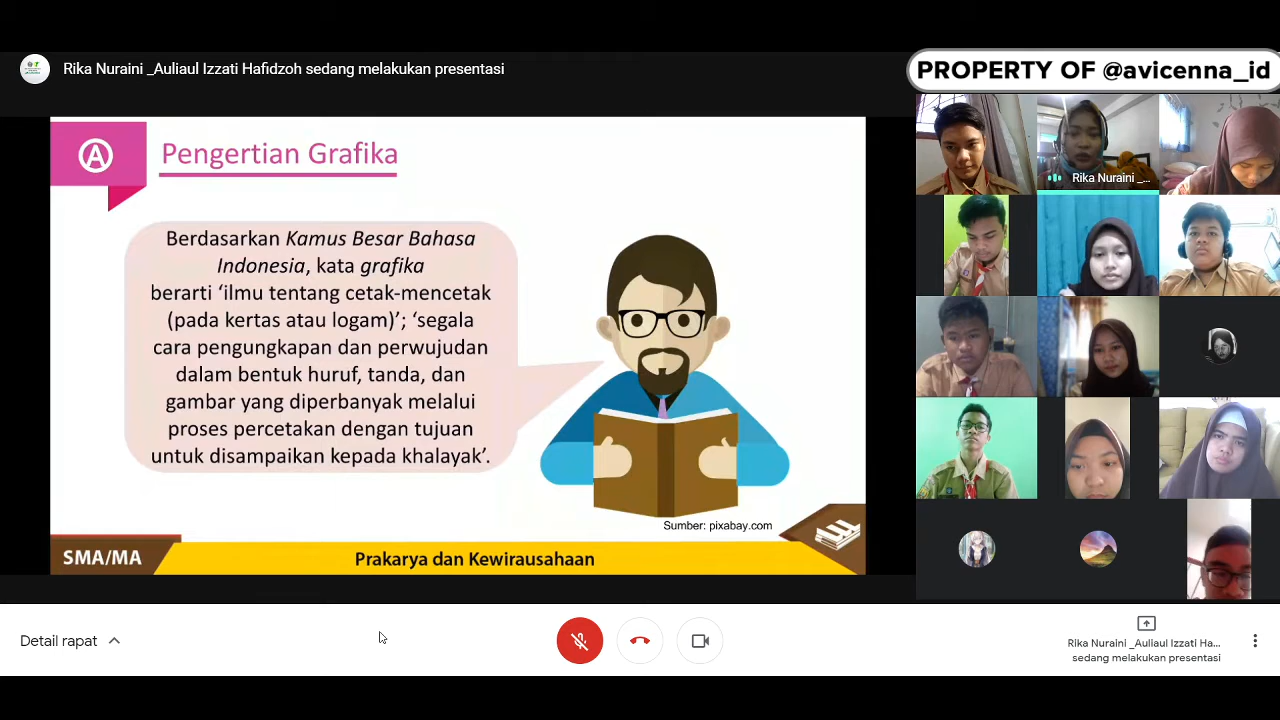 Rika Nuraini _Auliaul Izzati Hafidzoh sedang melakukan presentasi
PROPERTY OF @avicenna_id
A
Pengertian Grafika
Berdasarkan Kamus Besar Bahasa
Indonesia, kata grafika
berarti ‘ilmu tentang cetak-mencetak
(pada kertas atau logam)’; ‘segala
cara pengungkapan dan perwujudan
dalam bentuk huruf, tanda, dan
gambar yang diperbanyak melalui
proses percetakan dengan tujuan
untuk disampaikan kepada khalayak’.
Sumber: pixabay.com
SMA/MA
Prakarya dan Kewirausahaan
Rika Nuraini _...
Detail rapat
Rika Nuraini _Auliaul Izzati Ha...
sedang melakukan presentasi